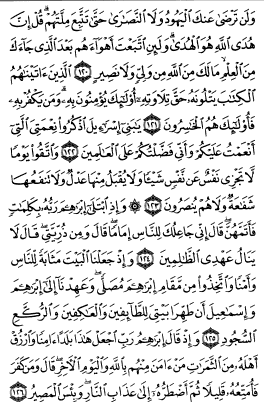 وَلَن تَرْضَىٰ عَنكَ ٱلْيَهُودُ وَلَا ٱلنَّصَٰرَىٰ حَتَّىٰ تَتَّبِعَ مِلَّتَهُمْ ۗ قُلْ إِنَّ
هُدَى ٱللَّهِ هُوَ ٱلْهُدَىٰ ۗ وَلَئِنِ ٱتَّبَعْتَ أَهْوَآءَهُم بَعْدَ ٱلَّذِى جَآءَكَ
مِنَ ٱلْعِلْمِ ۙ مَا لَكَ مِنَ ٱللَّهِ مِن وَلِىٍّ وَلَا نَصِيرٍ ١٢٠ ٱلَّذِينَ ءَاتَيْنَٰهُمُ
ٱلْكِتَٰبَ يَتْلُونَهُۥ حَقَّ تِلَاوَتِهِۦٓ أُو۟لَٰٓئِكَ يُؤْمِنُونَ بِهِۦ ۗ وَمَن يَكْفُرْ بِهِۦ
فَأُو۟لَٰٓئِكَ هُمُ ٱلْخَٰسِرُونَ ١٢١ يَٰبَنِىٓ إِسْرَٰٓءِيلَ ٱذْكُرُوا۟ نِعْمَتِىَ ٱلَّتِىٓ
أَنْعَمْتُ عَلَيْكُمْ وَأَنِّى فَضَّلْتُكُمْ عَلَى ٱلْعَٰلَمِينَ ١٢٢ وَٱتَّقُوا۟ يَوْمًا
لَّا تَجْزِى نَفْسٌ عَن نَّفْسٍ شَيْـًٔا وَلَا يُقْبَلُ مِنْهَا عَدْلٌ وَلَا تَنفَعُهَا
شَفَٰعَةٌ وَلَا هُمْ يُنصَرُونَ ١٢٣ ۞ وَإِذِ ٱبْتَلَىٰٓ إِبْرَٰهِـۧمَ رَبُّهُۥ بِكَلِمَٰتٍ
فَأَتَمَّهُنَّ ۖ قَالَ إِنِّى جَاعِلُكَ لِلنَّاسِ إِمَامًا ۖ قَالَ وَمِن ذُرِّيَّتِى ۖ قَالَ لَا
يَنَالُ عَهْدِى ٱلظَّٰلِمِينَ ١٢٤ وَإِذْ جَعَلْنَا ٱلْبَيْتَ مَثَابَةً لِّلنَّاسِ
وَأَمْنًا وَٱتَّخِذُوا۟ مِن مَّقَامِ إِبْرَٰهِـۧمَ مُصَلًّى ۖ وَعَهِدْنَآ إِلَىٰٓ إِبْرَٰهِـۧمَ
وَإِسْمَٰعِيلَ أَن طَهِّرَا بَيْتِىَ لِلطَّآئِفِينَ وَٱلْعَٰكِفِينَ وَٱلرُّكَّعِ
ٱلسُّجُودِ ١٢٥ وَإِذْ قَالَ إِبْرَٰهِـۧمُ رَبِّ ٱجْعَلْ هَٰذَا بَلَدًا ءَامِنًا وَٱرْزُقْ
أَهْلَهُۥ مِنَ ٱلثَّمَرَٰتِ مَنْ ءَامَنَ مِنْهُم بِٱللَّهِ وَٱلْيَوْمِ ٱلْءَاخِرِ ۖ قَالَ وَمَن كَفَرَ
فَأُمَتِّعُهُۥ قَلِيلًا ثُمَّ أَضْطَرُّهُۥٓ إِلَىٰ عَذَابِ ٱلنَّارِ ۖ وَبِئْسَ ٱلْمَصِيرُ ١٢٦